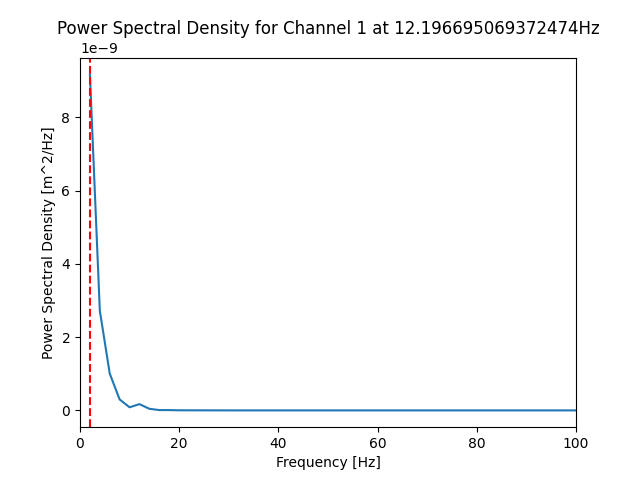 Power Spectral Density for Channel 1 at 12.196695069372474Hz
1e−9
8
6
4
2
0
Power Spectral Density [m^2/Hz]
0 20 40 60 80 100
Frequency [Hz]